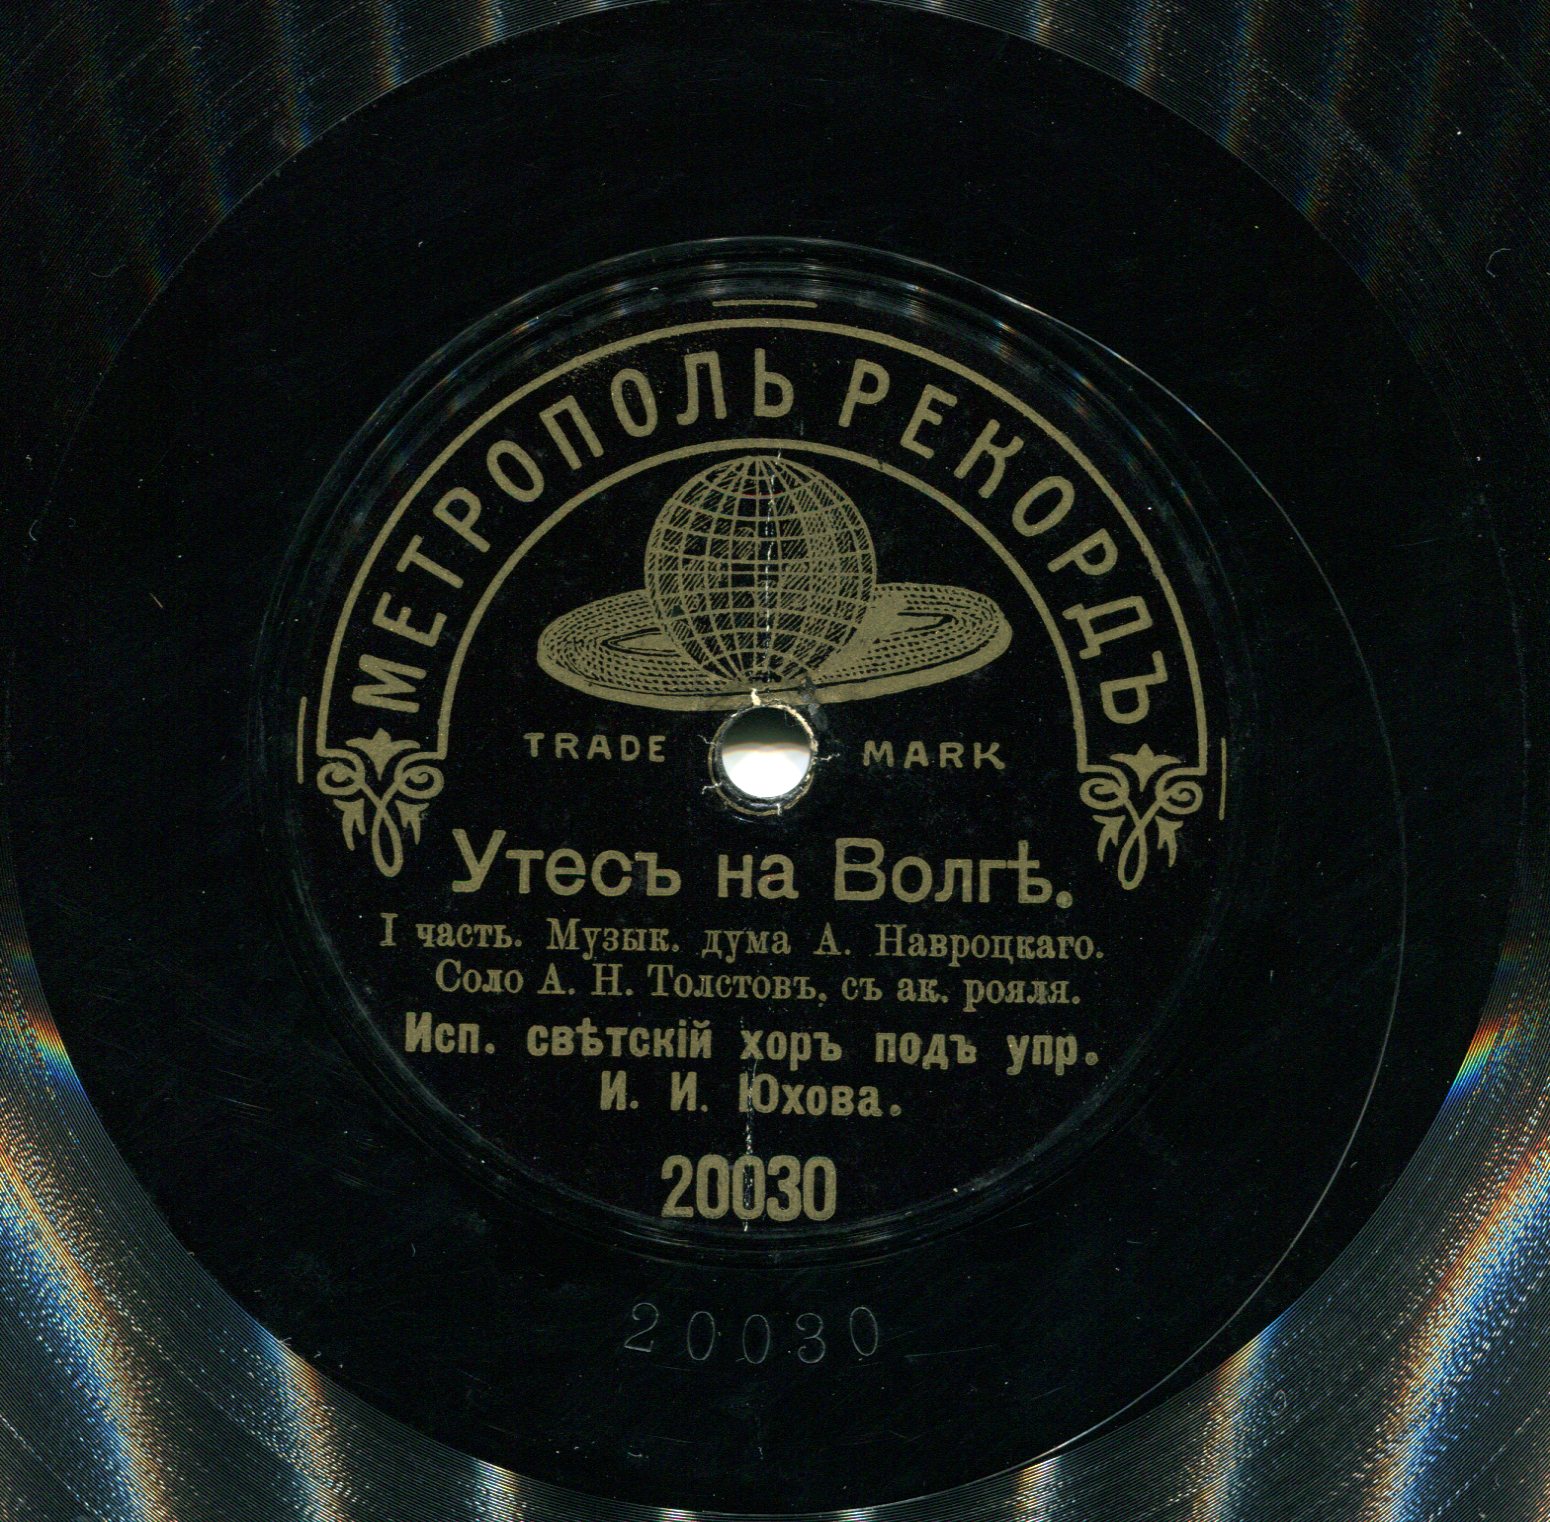 МЕТРОПОЛЬ РЕКОРДЪ
TRADE MARK
Утесъ на Волгѣ.
I часть. Музык. дума А. Навроцкаго.
Соло А. Н. Толстовъ, съ ак. рояля.
Исп. свѣтскій хоръ подъ упр.
И. И. Юхова.
20030
20030